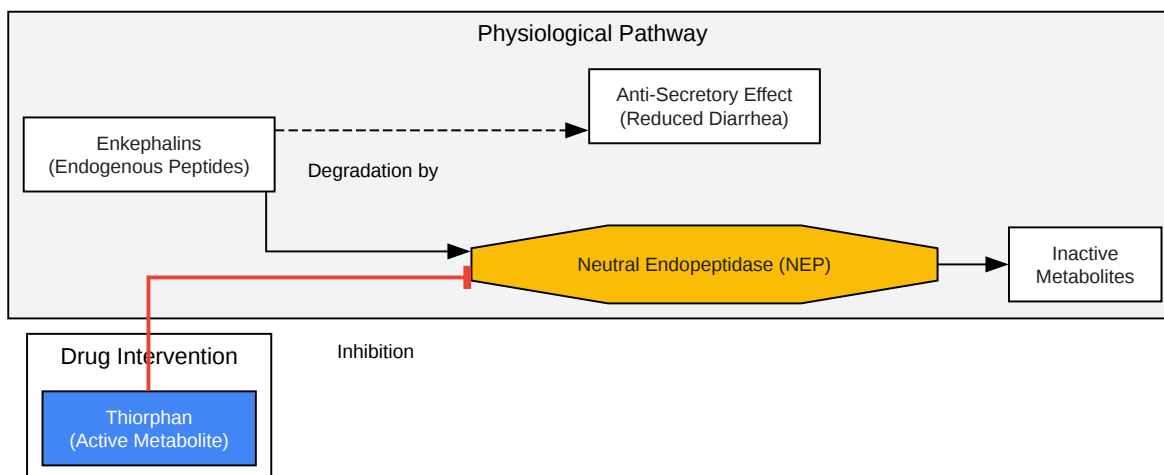 Physiological Pathway
Anti-Secretory Effect
(Reduced Diarrhea)
Enkephalins
(Endogenous Peptides)
Degradation by
Neutral Endopeptidase (NEP)
Inactive
Metabolites
Drug Intervention
Inhibition
Thiorphan
(Active Metabolite)